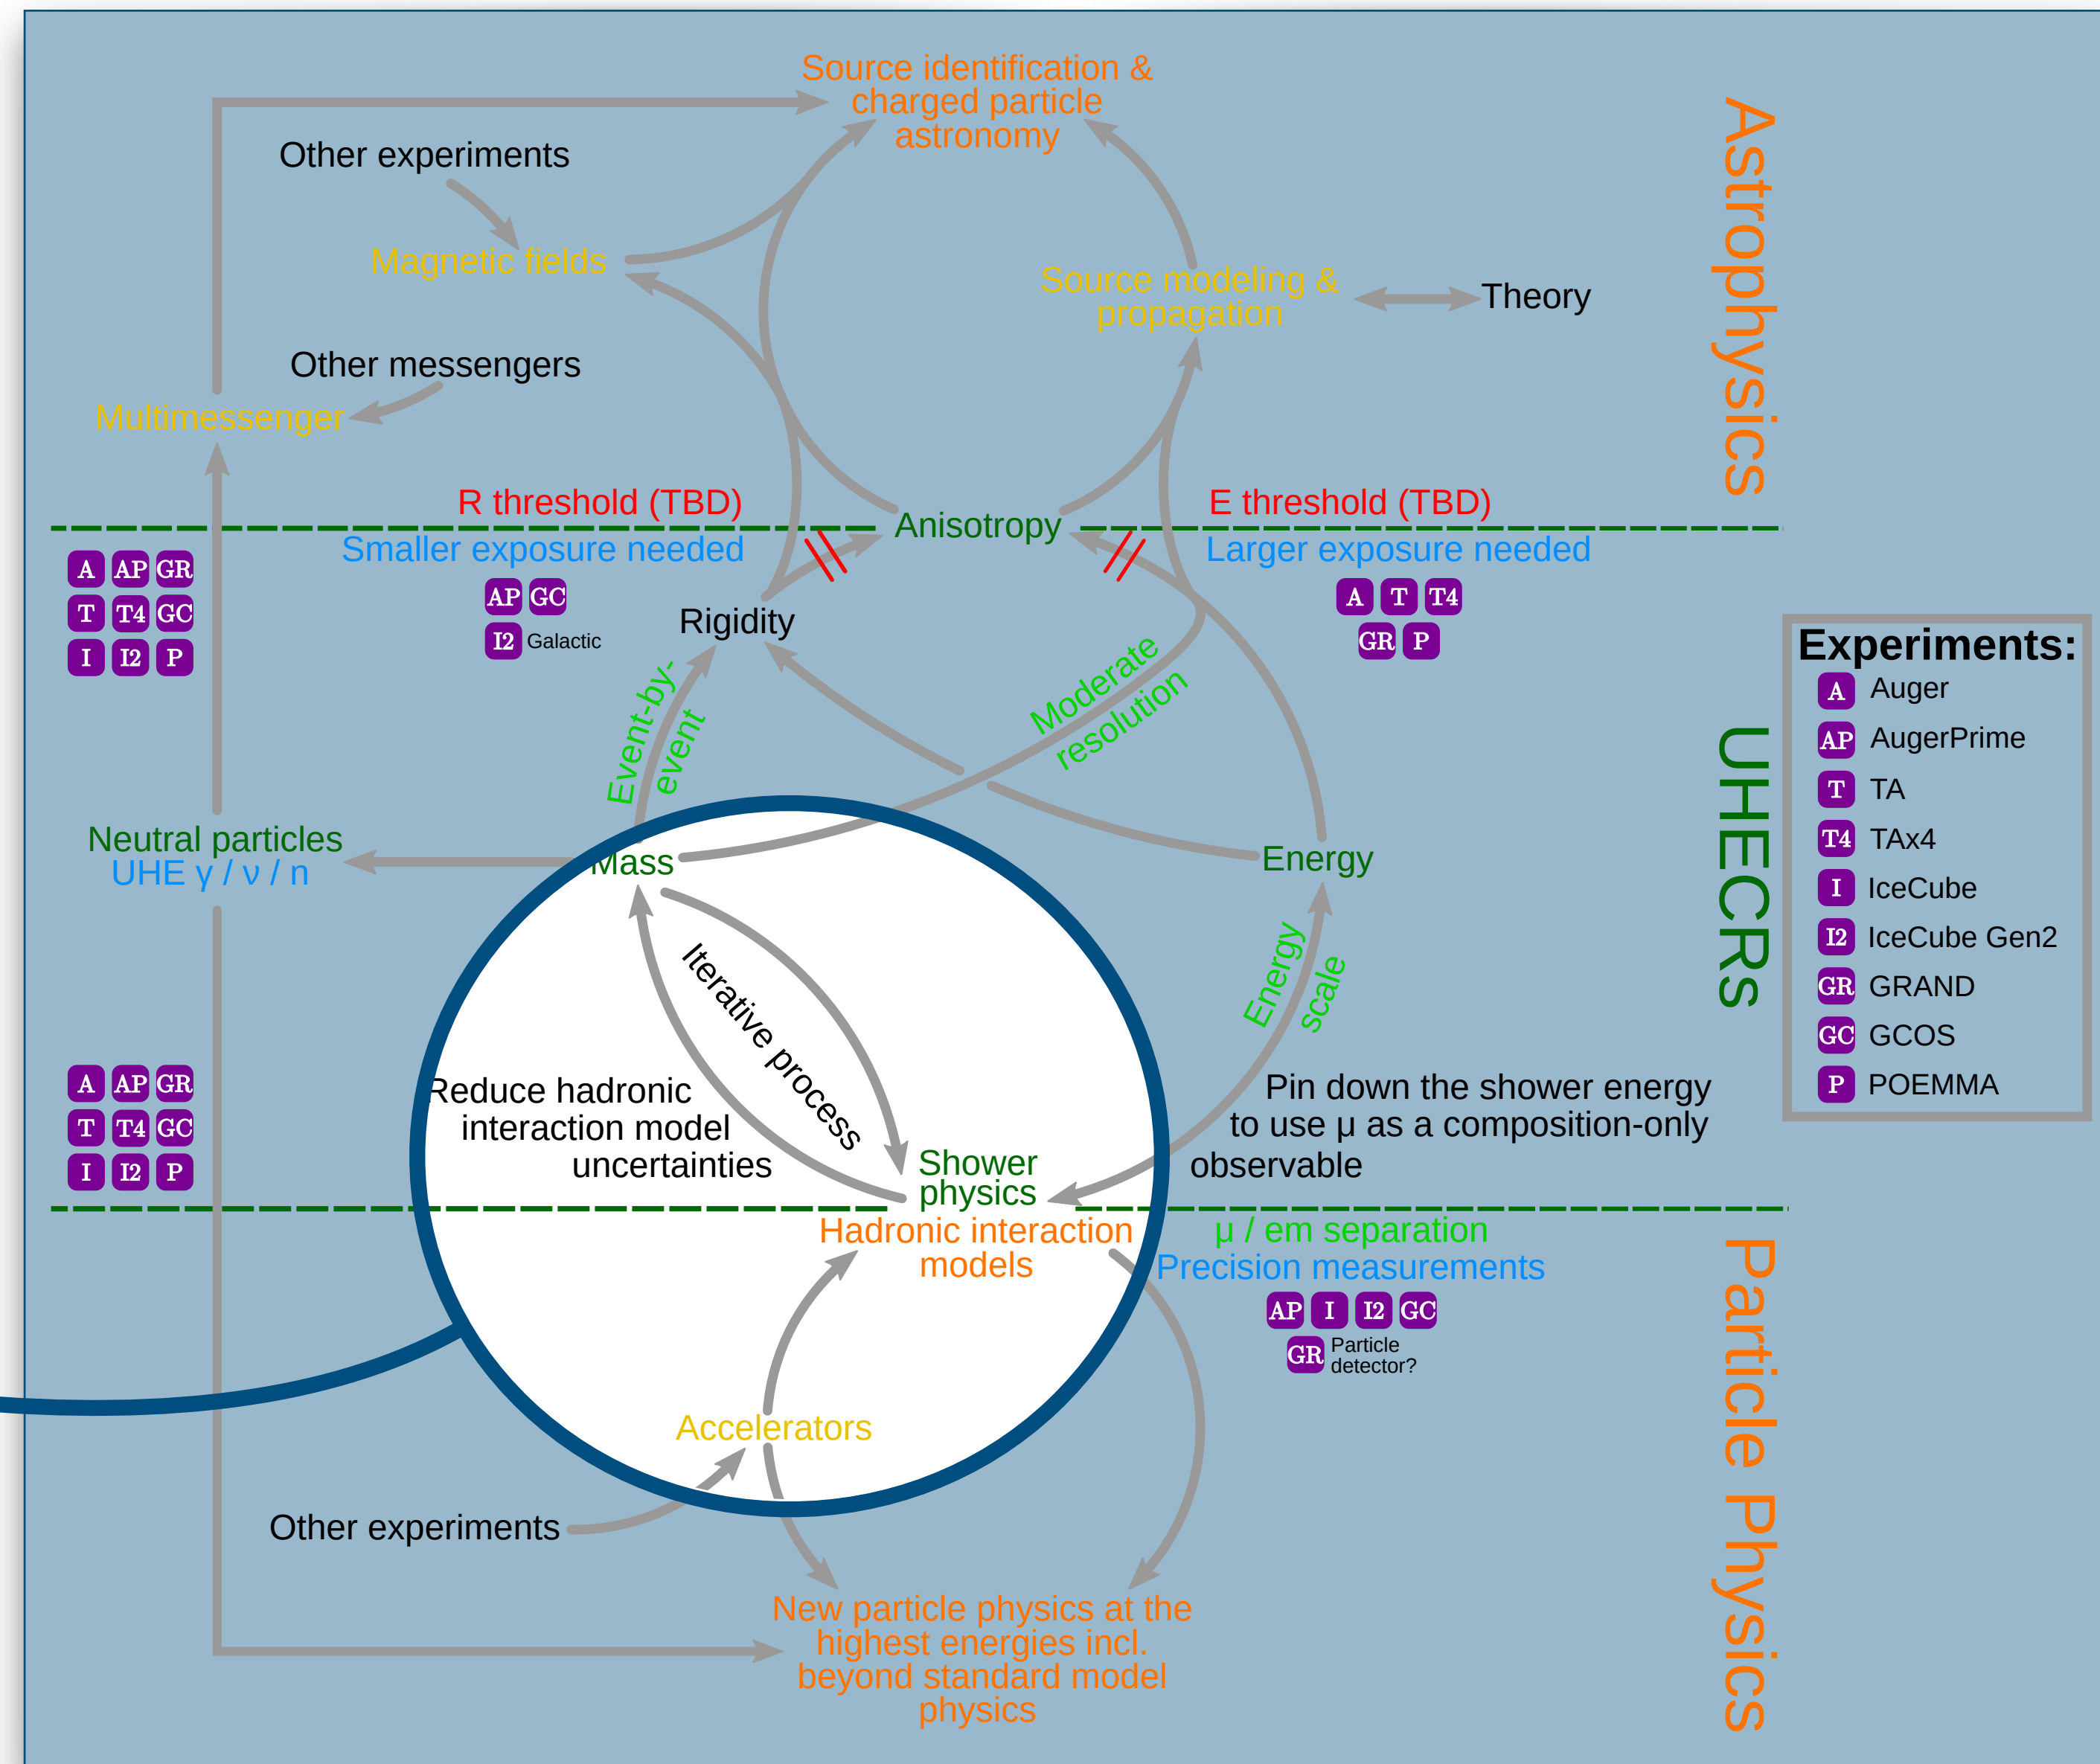 Source identification &
charged particle
astronomy
Other experiments
Magnetic fields
Source modeling &
propagation
Theory
Other messengers
Multimessenger
Astrophysics
R threshold (TBD)
Anisotropy
E threshold (TBD)
Smaller exposure needed
Larger exposure needed
A AP GR
T T4 GC
I I2 P
AP GC
I2 Galactic
Rigidity
A T T4
GR P
Event-by-
event
Moderate
resolution
Experiments:
A Auger
AP AugerPrime
T TA
T4 TAx4
I IceCube
I2 IceCube Gen2
GR GRAND
GC GCOS
P POEMMA
UHECRs
Neutral particles
UHE γ / ν / n
Mass
Energy
Iterative process
Energy
scale
A AP GR
T T4 GC
I I2 P
Reduce hadronic
interaction model
uncertainties
Pin down the shower energy
to use μ as a composition-only
observable
Shower
physics
Hadronic interaction
models
μ / em separation
Precision measurements
AP I I2 GC
GR Particle
detector?
Accelerators
Other experiments
New particle physics at the
highest energies incl.
beyond standard model
physics
Particle Physics